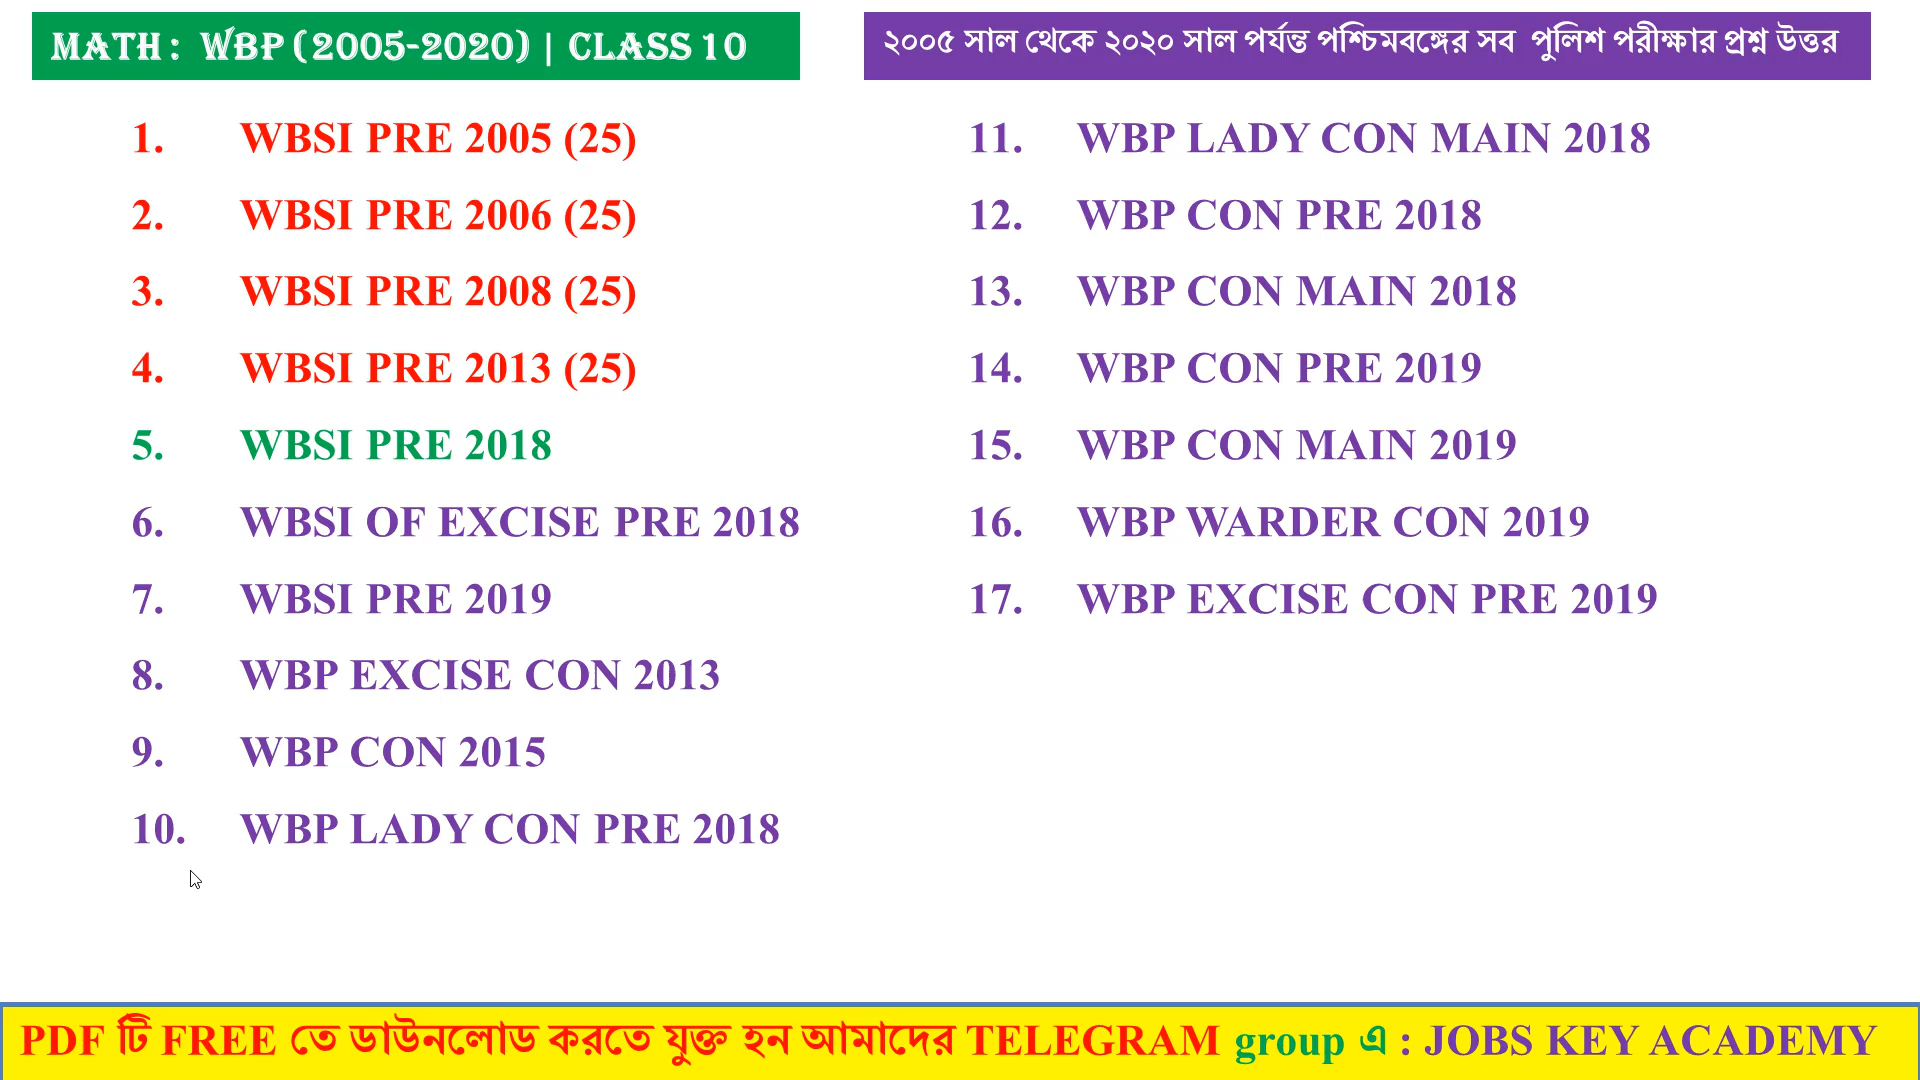 MATH : WBP (2005-2020) | CLASS 10
২০০৫ সাল থেকে ২০২০ সাল পর্যন্ত পশ্চিমবঙ্গের সব পুলিশ পরীক্ষার প্রশ্ন উত্তর
1. WBSI PRE 2005 (25)
2. WBSI PRE 2006 (25)
3. WBSI PRE 2008 (25)
4. WBSI PRE 2013 (25)
5. WBSI PRE 2018
6. WBSI OF EXCISE PRE 2018
7. WBSI PRE 2019
8. WBP EXCISE CON 2013
9. WBP CON 2015
10. WBP LADY CON PRE 2018
11. WBP LADY CON MAIN 2018
12. WBP CON PRE 2018
13. WBP CON MAIN 2018
14. WBP CON PRE 2019
15. WBP CON MAIN 2019
16. WBP WARDER CON 2019
17. WBP EXCISE CON PRE 2019
PDF টি FREE তে ডাউনলোড করতে যুক্ত হন আমাদের TELEGRAM group এ : JOBS KEY ACADEMY